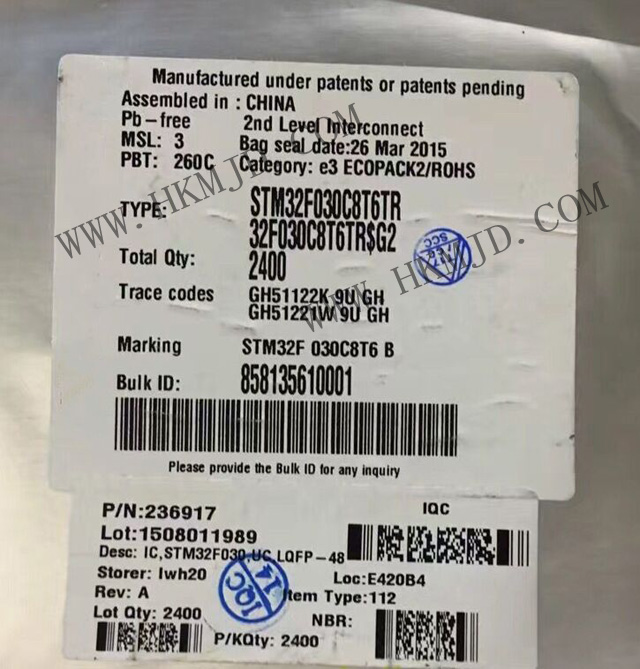 Manufactured under patents or patents pending
Assembled in : CHINA
Pb-free 2nd Level Interconnect
MSL: 3 Bag seal date:26 Mar 2015
PBT: 260C Category: e3 ECOPACK2/ROHS
WWW.HKMJD.COM
TYPE: STM32F030C8T6TR
32F030C8T6TR$G2
Total Qty: 2400
WWW.HKMJD.COM
Trace codes GH51122K 9U GH
GH51221W 9U GH
Marking STM32F 030C8T6 B
Bulk ID: 858135610001
Please provide the Bulk ID for any inquiry
P/N:236917 IQC
Lot:1508011989
Desc: IC,STM32F030,UC,LQFP-48
Storer: lwh20 Loc:E420B4
Rev: A Item Type:112
IQC 14
Lot Qty: 2400 NBR:
P/KQty: 2400